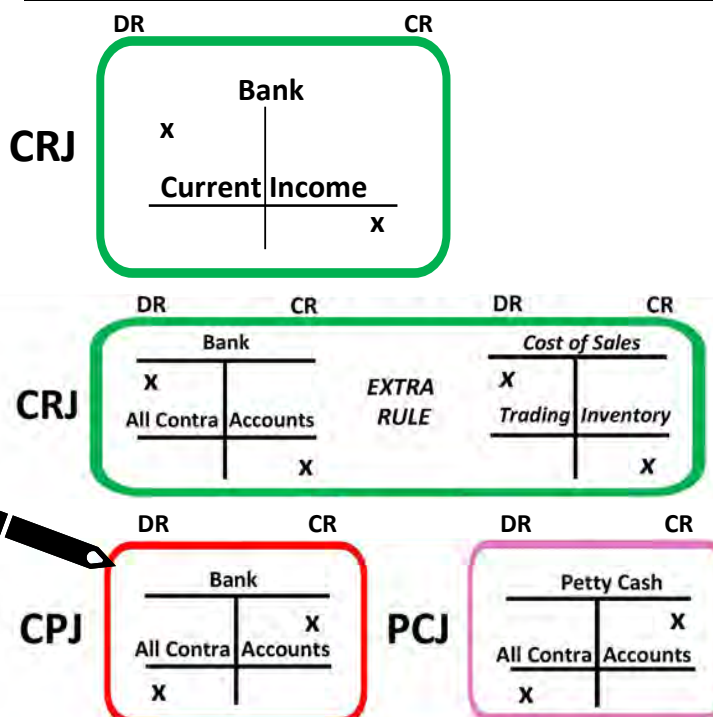 DR CR
Bank
x
CRJ
Current Income
x
DR CR DR CR
Bank Cost of Sales
x EXTRA x
CRJ RULE
All Contra Accounts Trading Inventory
x x
DR CR DR CR
Bank Petty Cash
x x
CPJ PCJ
All Contra Accounts All Contra Accounts
x x